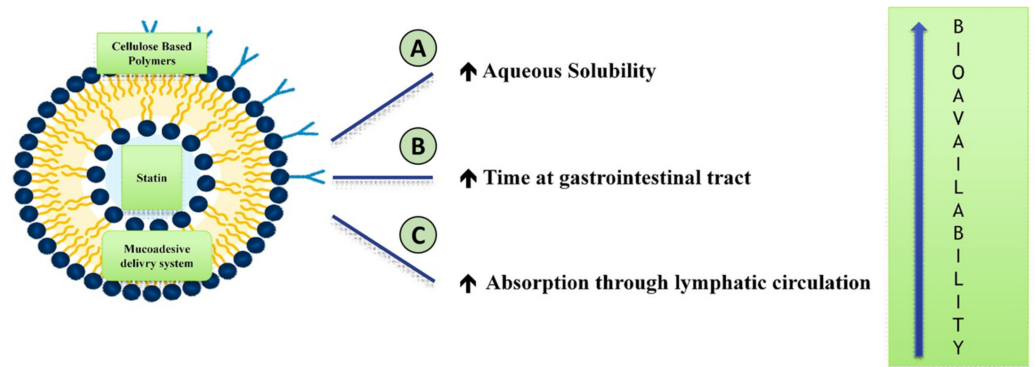 Cellulose Based
Polymers
Statin
Mucoadesive
delivry system
A
↑ Aqueous Solubility
B
↑ Time at gastrointestinal tract
C
↑ Absorption through lymphatic circulation
B
I
O
A
V
A
I
L
A
B
I
L
I
T
Y